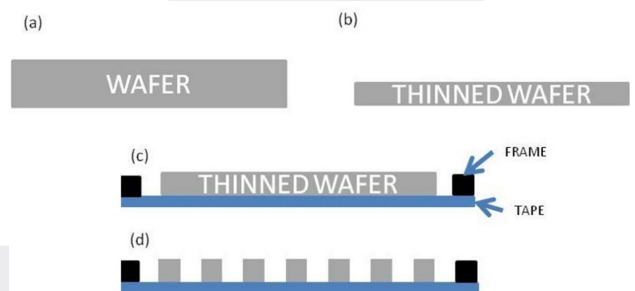 (a)
(b)
WAFER
THINNED WAFER
(c)
FRAME
THINNED WAFER
TAPE
(d)